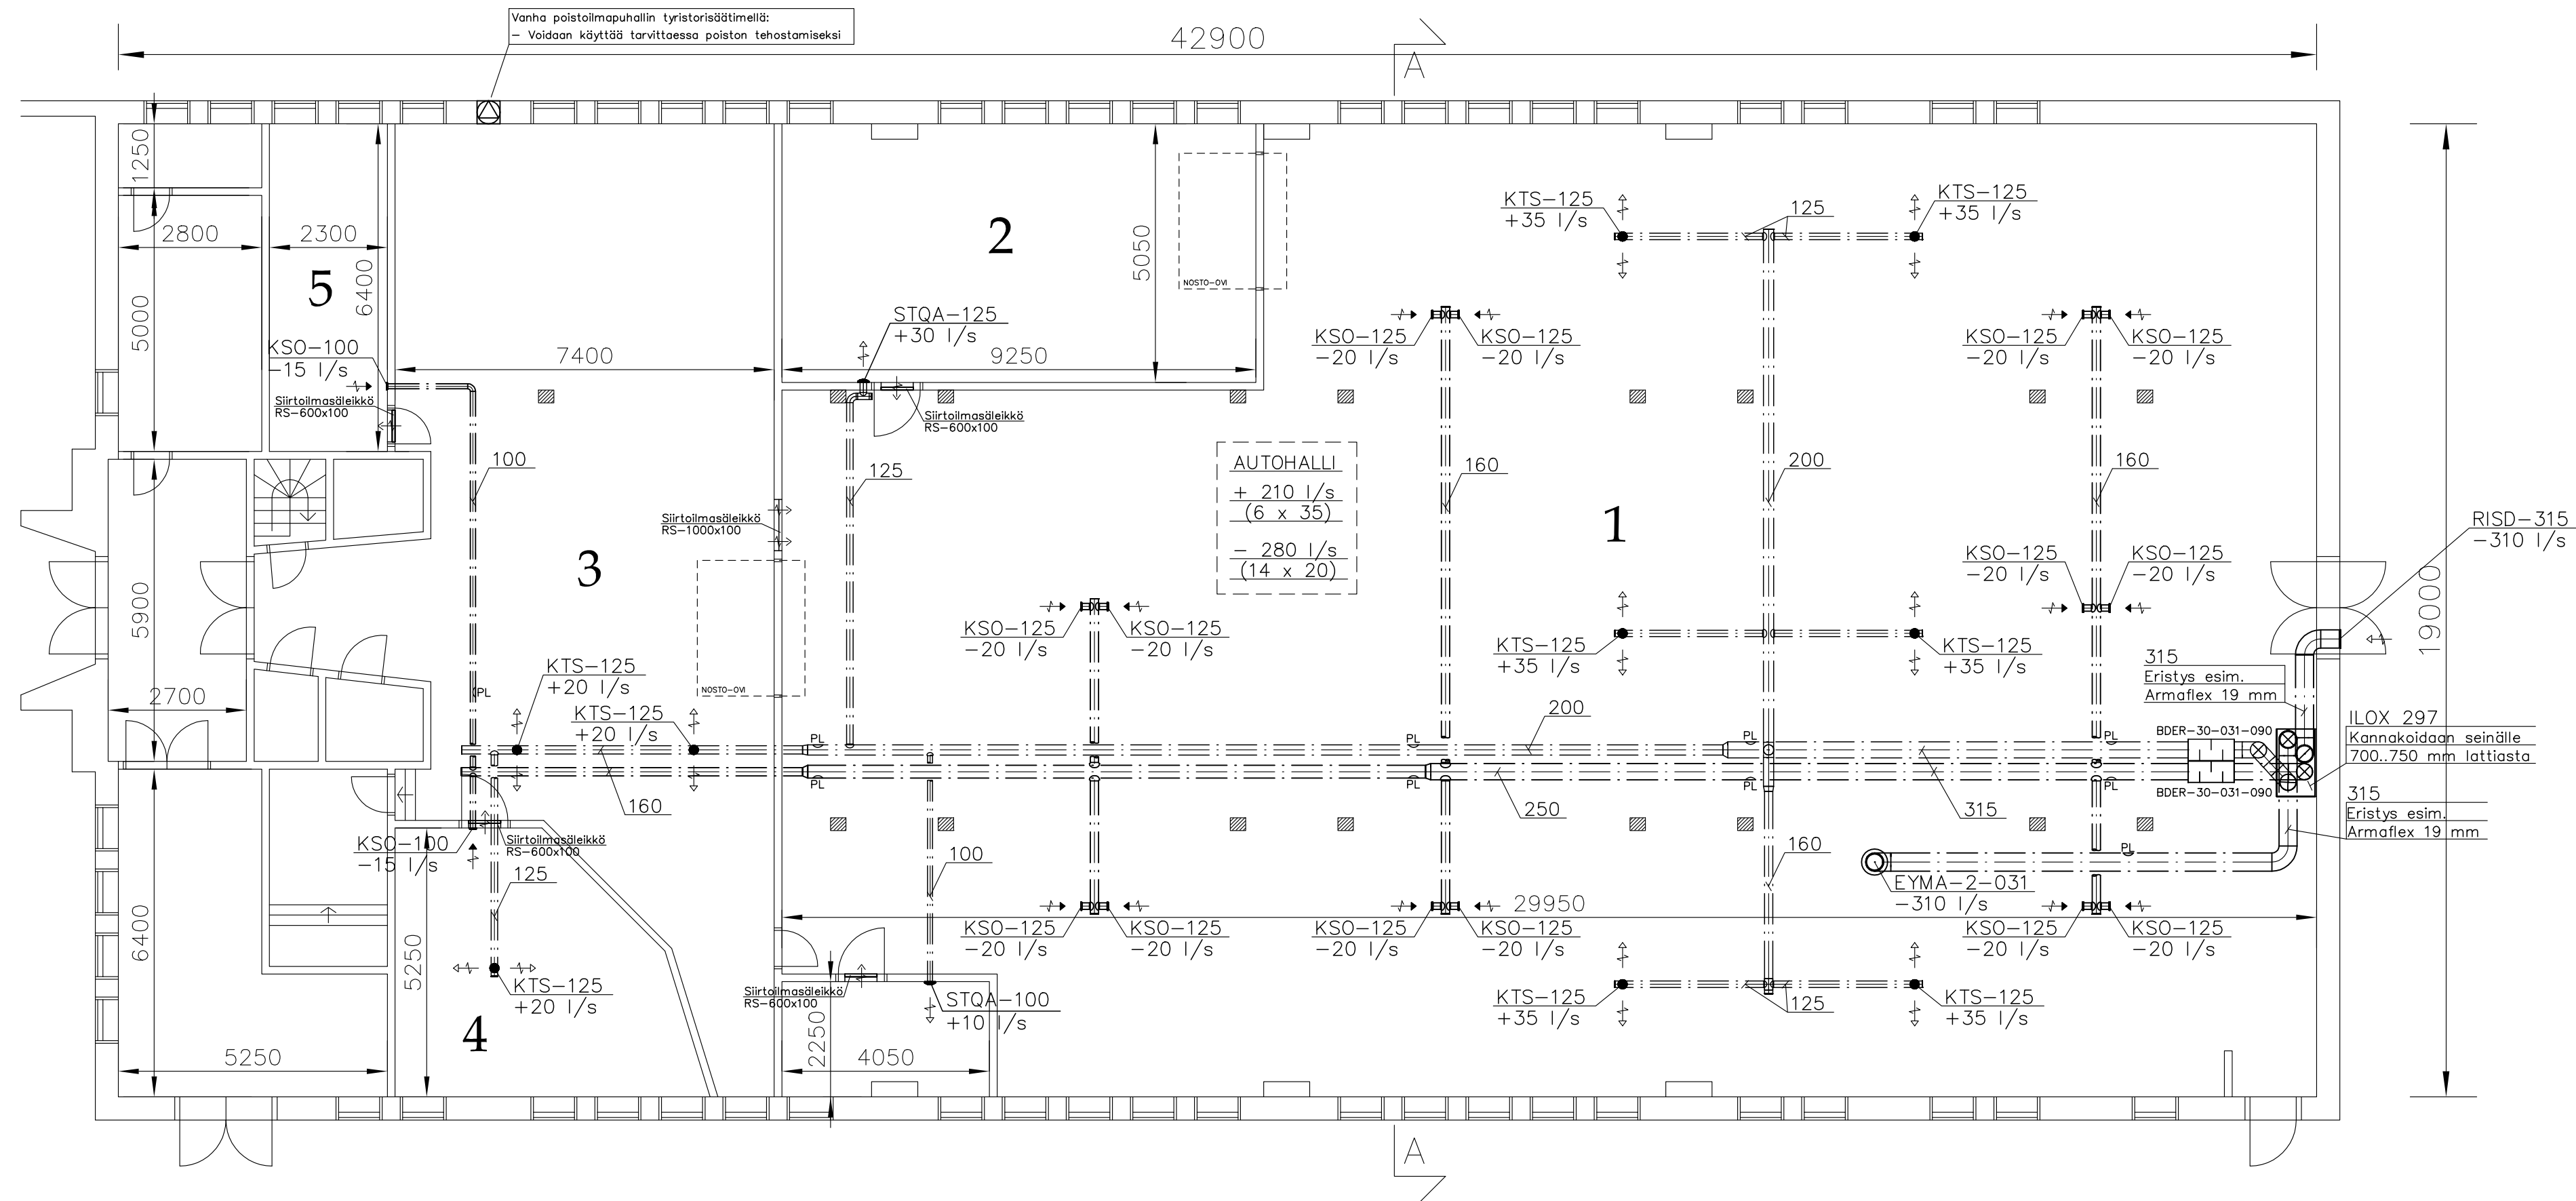 Vanha poistoilmapuhallin tyristorisäätimellä:
- Voidaan käyttää tarvittaessa poiston tehostamiseksi
42900
A
1250
2800
2300
5000
6400
5
KSO-100
-15 l/s
Siirtoilmasäleikkö
RS-600x100
7400
2
5050
NOSTO-OVI
STQA-125
+30 l/s
9250
Siirtoilmasäleikkö
RS-600x100
KTS-125
+35 l/s
125
KTS-125
+35 l/s
KSO-125
-20 l/s
KSO-125
-20 l/s
KSO-125
-20 l/s
KSO-125
-20 l/s
100
125
AUTOHALLI
+ 210 l/s
(6 x 35)
- 280 l/s
(14 x 20)
160
200
160
1
Siirtoilmasäleikkö
RS-1000x100
3
RISD-315
-310 l/s
5900
19000
KSO-125
-20 l/s
KSO-125
-20 l/s
KSO-125
-20 l/s
KSO-125
-20 l/s
KTS-125
+35 l/s
KTS-125
+35 l/s
2700
PL
KTS-125
+20 l/s
KTS-125
+20 l/s
NOSTO-OVI
315
Eristys esim.
Armaflex 19 mm
PL
PL
200
PL
PL
BDER-30-031-090
ILOX 297
Kannakoidaan seinälle
700..750 mm lattiasta
160
PL
PL
250
PL
315
PL
BDER-30-031-090
315
Eristys esim.
Armaflex 19 mm
KSO-100
-15 l/s
Siirtoilmasäleikkö
RS-600x100
125
100
160
PL
EYMA-2-031
-310 l/s
29950
6400
5250
KSO-125
-20 l/s
KSO-125
-20 l/s
KSO-125
-20 l/s
KSO-125
-20 l/s
KSO-125
-20 l/s
KSO-125
-20 l/s
KTS-125
+20 l/s
4
Siirtoilmasäleikkö
RS-600x100
STQA-100
+10 l/s
KTS-125
+35 l/s
125
KTS-125
+35 l/s
5250
2250
4050
A